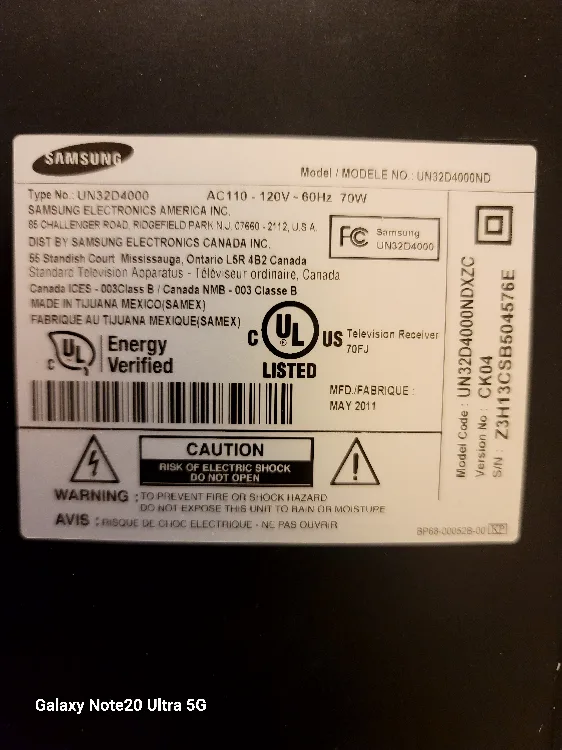 SAMSUNG
Model / MODELE NO.: UN32D4000ND
Type No.: UN32D4000 AC110 - 120V ~ 60Hz 70W
SAMSUNG ELECTRONICS AMERICA INC.
85 CHALLENGER ROAD, RIDGEFIELD PARK N.J. 07660 - 2112, U.S.A.
DIST BY SAMSUNG ELECTRONICS CANADA INC.
55 Standish Court Mississauga, Ontario L5R 4B2 Canada
Standard Television Apparatus - Téléviseur ordinaire, Canada
Canada ICES - 003Class B / Canada NMB - 003 Classe B
MADE IN TIJUANA MEXICO(SAMEX)
FABRIQUE AU TIJUANA MEXIQUE(SAMEX)
FC Samsung
UN32D4000
UL Energy
Verified
C UL US
LISTED
Television Receiver
70FJ
MFD./FABRIQUE :
MAY 2011
Model Code : UN32D4000NDXZC
Version No : CK04
S/N : Z3H13CSB504576E
CAUTION
RISK OF ELECTRIC SHOCK
DO NOT OPEN
WARNING : TO PREVENT FIRE OR SHOCK HAZARD
DO NOT EXPOSE THIS UNIT TO RAIN OR MOISTURE
AVIS : RISQUE DE CHOC ELECTRIQUE - NE PAS OUVRIR
BP68-00052B-00 XP
Galaxy Note20 Ultra 5G